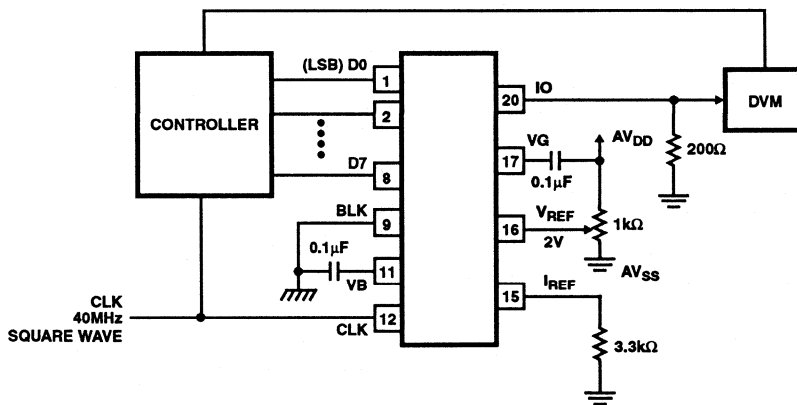 CONTROLLER
(LSB) D0
1
2
D7
8
BLK
9
0.1μF
11
VB
CLK
40MHz
SQUARE WAVE
12
CLK
IO
20
VG
17
0.1μF
AVDD
200Ω
DVM
VREF
16
2V
1kΩ
AVSS
IREF
15
3.3kΩ